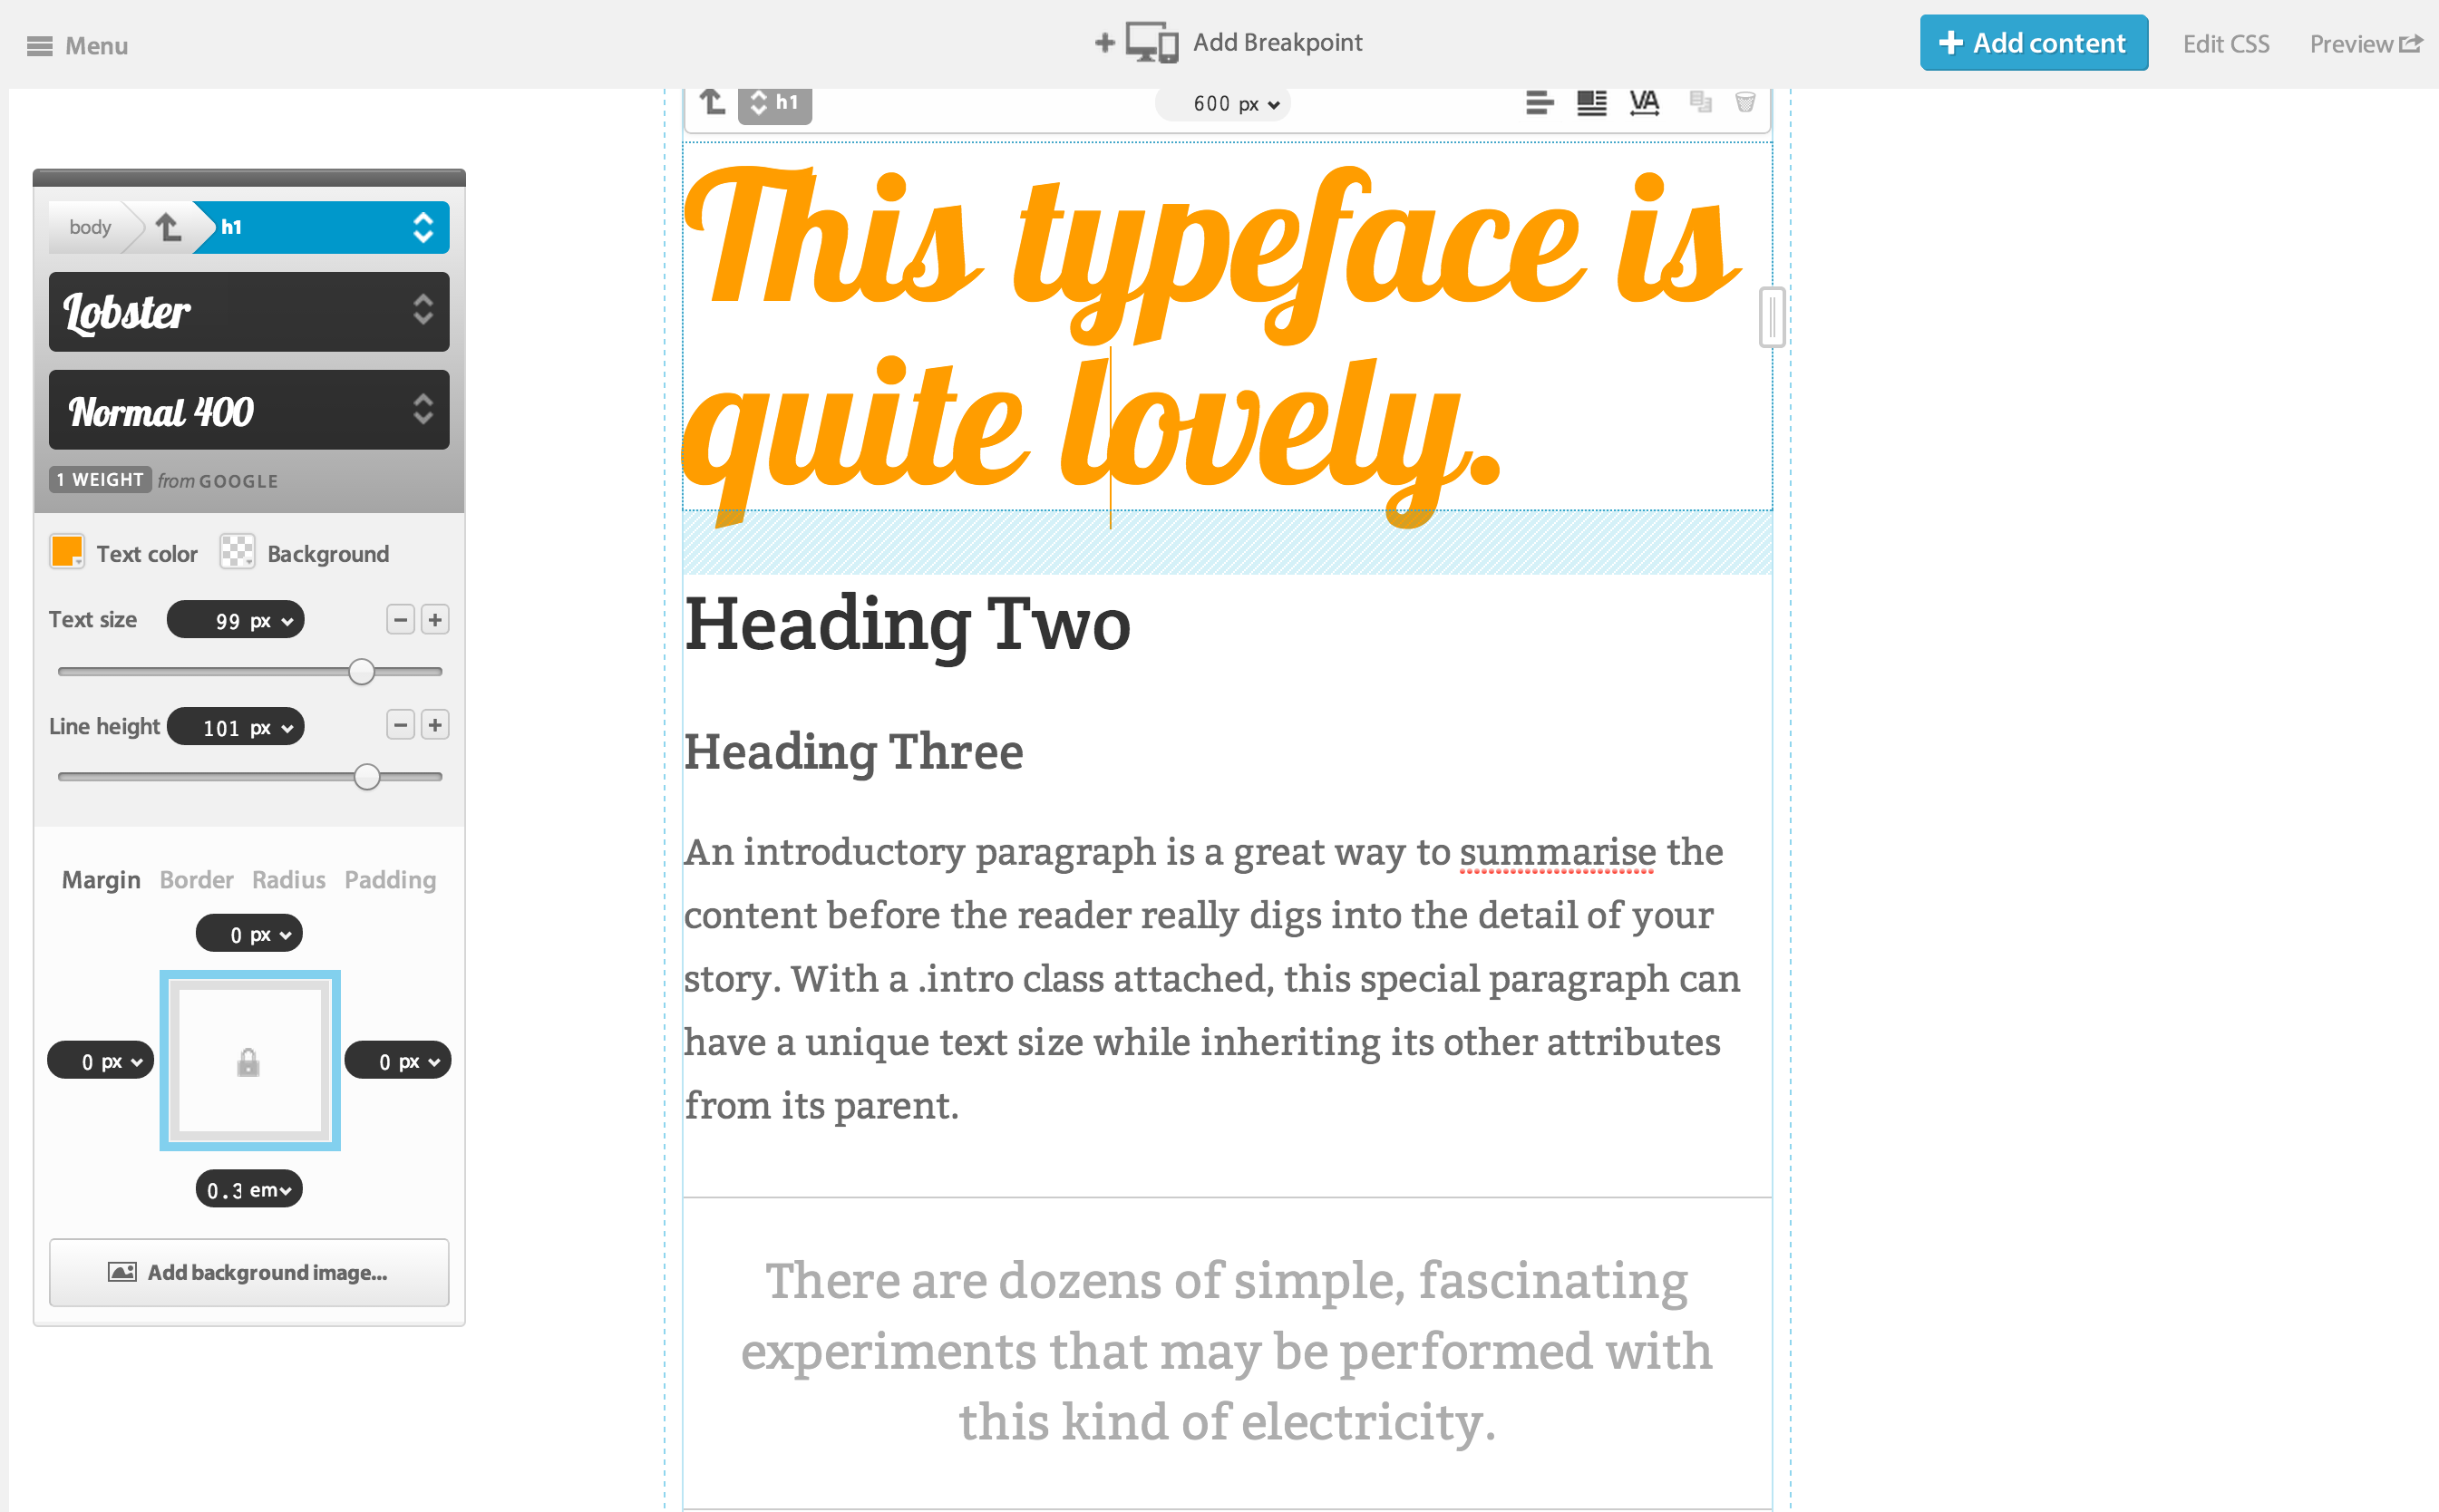 Menu
Add Breakpoint
Add content
Edit CSS
Preview
h1
600 px
VA
body
h1
Lobster
Normal 400
1 WEIGHT from GOOGLE
Text color
Background
Text size 99 px
Line height 101 px
Margin Border Radius Padding
0 px
0 px
0 px
0.3 em
Add background image...
This typeface is
quite lovely.
Heading Two
Heading Three
An introductory paragraph is a great way to summarise the
content before the reader really digs into the detail of your
story. With a .intro class attached, this special paragraph can
have a unique text size while inheriting its other attributes
from its parent.
There are dozens of simple, fascinating
experiments that may be performed with
this kind of electricity.